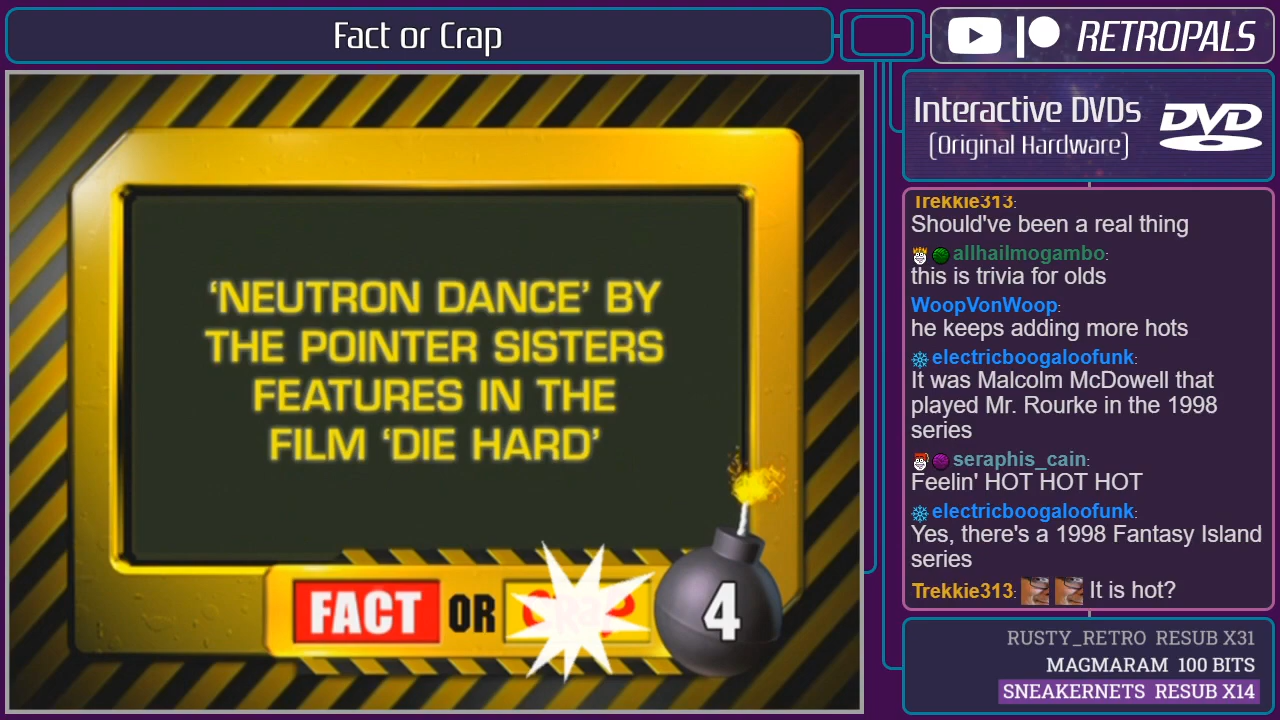 Fact or Crap
RETROPALS
Interactive DVDs
(Original Hardware)
DVD
'NEUTRON DANCE' BY
THE POINTER SISTERS
FEATURES IN THE
FILM 'DIE HARD'
FACT OR CRAP
4
Trekkie313:
Should've been a real thing
allhailmogambo:
this is trivia for olds
WoopVonWoop:
he keeps adding more hots
electricboogaloofunk:
It was Malcolm McDowell that
played Mr. Rourke in the 1998
series
seraphis_cain:
Feelin' HOT HOT HOT
electricboogaloofunk:
Yes, there's a 1998 Fantasy Island
series
Trekkie313: It is hot?
RUSTY_RETRO RESUB X31
MAGMARAM 100 BITS
SNEAKERNETS RESUB X14